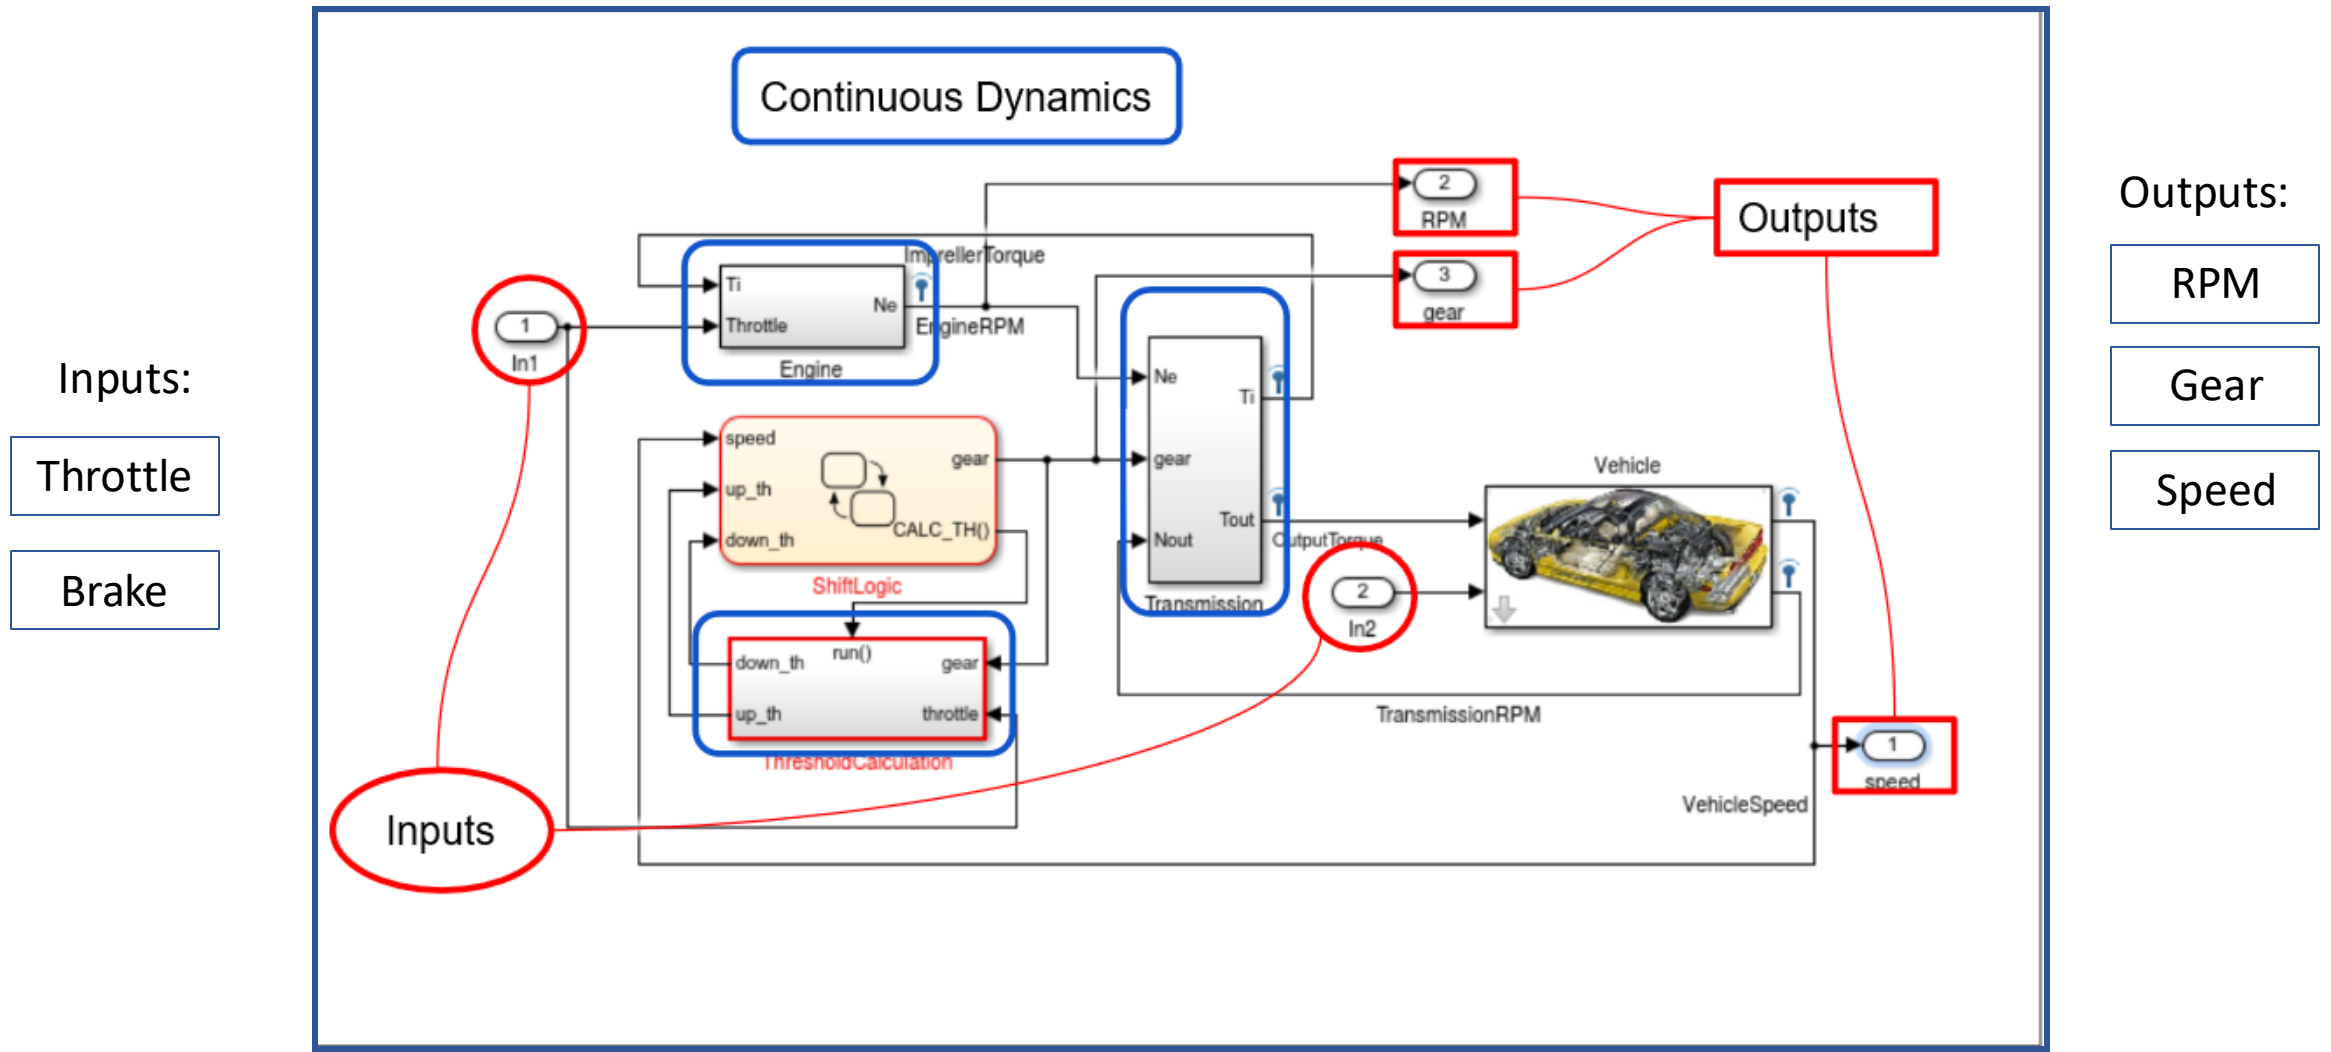 Continuous Dynamics
Inputs:
Throttle
Brake
Outputs:
RPM
Gear
Speed
Outputs
2
RPM
3
gear
ImprellerTorque
Ti
Throttle
Ne
Engine
EngineRPM
1
In1
speed
up_th
down_th
gear
CALC_TH()
ShiftLogic
run()
down_th
up_th
gear
throttle
ThresholdCalculation
Ne
gear
Nout
Ti
Tout
Transmission
OutputTorque
2
In2
Vehicle
TransmissionRPM
1
speed
VehicleSpeed
Inputs